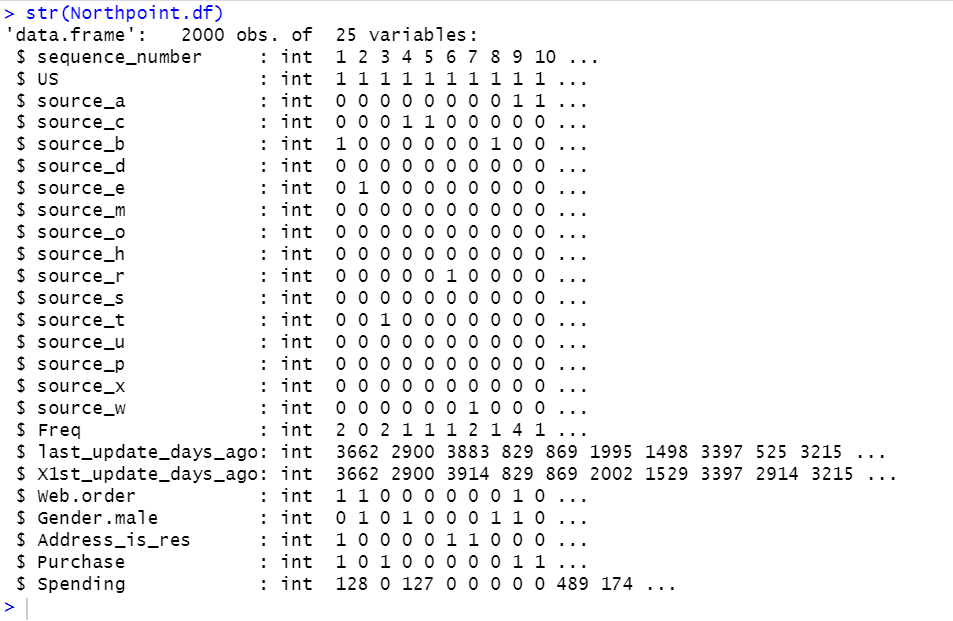 > str(Northpoint.df)
'data.frame':   2000 obs. of  25 variables:
 $ sequence_number     : int  1 2 3 4 5 6 7 8 9 10 ...
 $ US                  : int  1 1 1 1 1 1 1 1 1 1 ...
 $ source_a            : int  0 0 0 0 0 0 0 0 1 1 ...
 $ source_c            : int  0 0 0 1 1 0 0 0 0 0 ...
 $ source_b            : int  1 0 0 0 0 0 0 1 0 0 ...
 $ source_d            : int  0 0 0 0 0 0 0 0 0 0 ...
 $ source_e            : int  0 1 0 0 0 0 0 0 0 0 ...
 $ source_m            : int  0 0 0 0 0 0 0 0 0 0 ...
 $ source_o            : int  0 0 0 0 0 0 0 0 0 0 ...
 $ source_h            : int  0 0 0 0 0 0 0 0 0 0 ...
 $ source_r            : int  0 0 0 0 0 1 0 0 0 0 ...
 $ source_s            : int  0 0 0 0 0 0 0 0 0 0 ...
 $ source_t            : int  0 0 1 0 0 0 0 0 0 0 ...
 $ source_u            : int  0 0 0 0 0 0 0 0 0 0 ...
 $ source_p            : int  0 0 0 0 0 0 0 0 0 0 ...
 $ source_x            : int  0 0 0 0 0 0 0 0 0 0 ...
 $ source_w            : int  0 0 0 0 0 0 1 0 0 0 ...
 $ Freq                : int  2 0 2 1 1 1 2 1 4 1 ...
 $ last_update_days_ago: int  3662 2900 3883 829 869 1995 1498 3397 525 3215 ...
 $ X1st_update_days_ago: int  3662 2900 3914 829 869 2002 1529 3397 2914 3215 ...
 $ Web.order           : int  1 1 0 0 0 0 0 0 1 0 ...
 $ Gender.male         : int  0 1 0 1 0 0 0 1 1 0 ...
 $ Address_is_res      : int  1 0 0 0 0 1 1 0 0 0 ...
 $ Purchase            : int  1 0 1 0 0 0 0 0 1 1 ...
 $ Spending            : int  128 0 127 0 0 0 0 0 489 174 ...
>